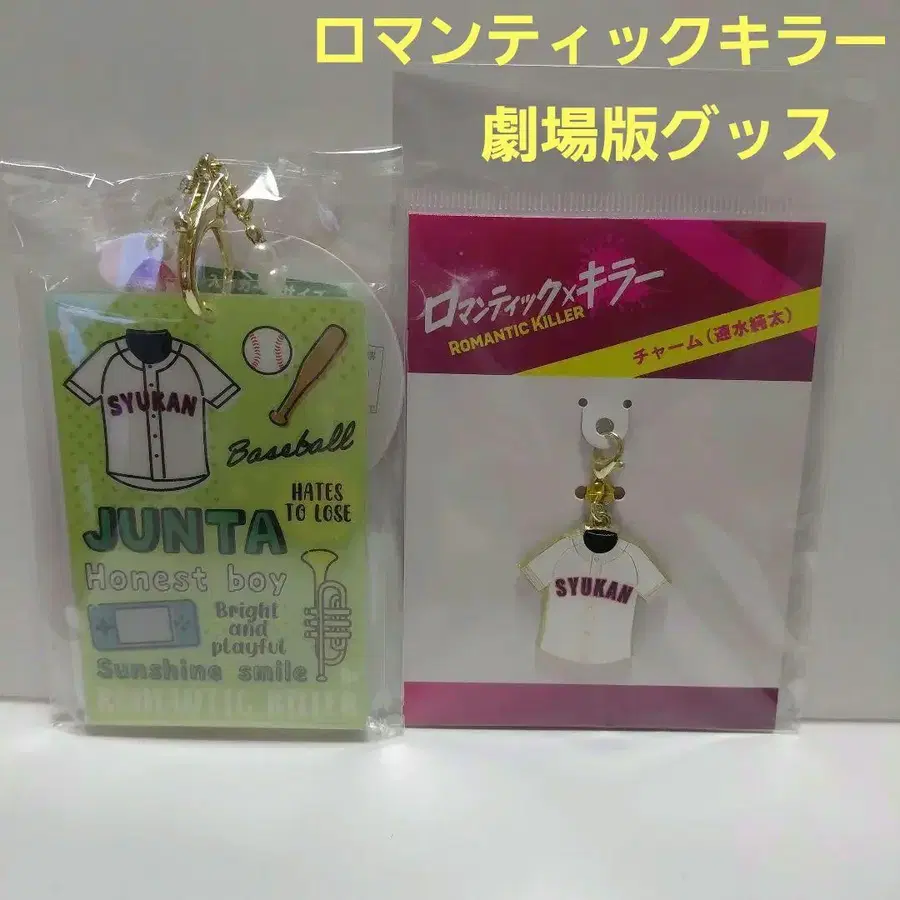 ロマンティックキラー
劇場版グッス
SYUKAN
Baseball
HATES
TO LOSE
JUNTA
Honest boy
Bright
and
playful
Sunshine smile
ROMANTIC KILLER
ロマンティック×キラー
ROMANTIC KILLER
チャーム(速水純太)
SYUKAN